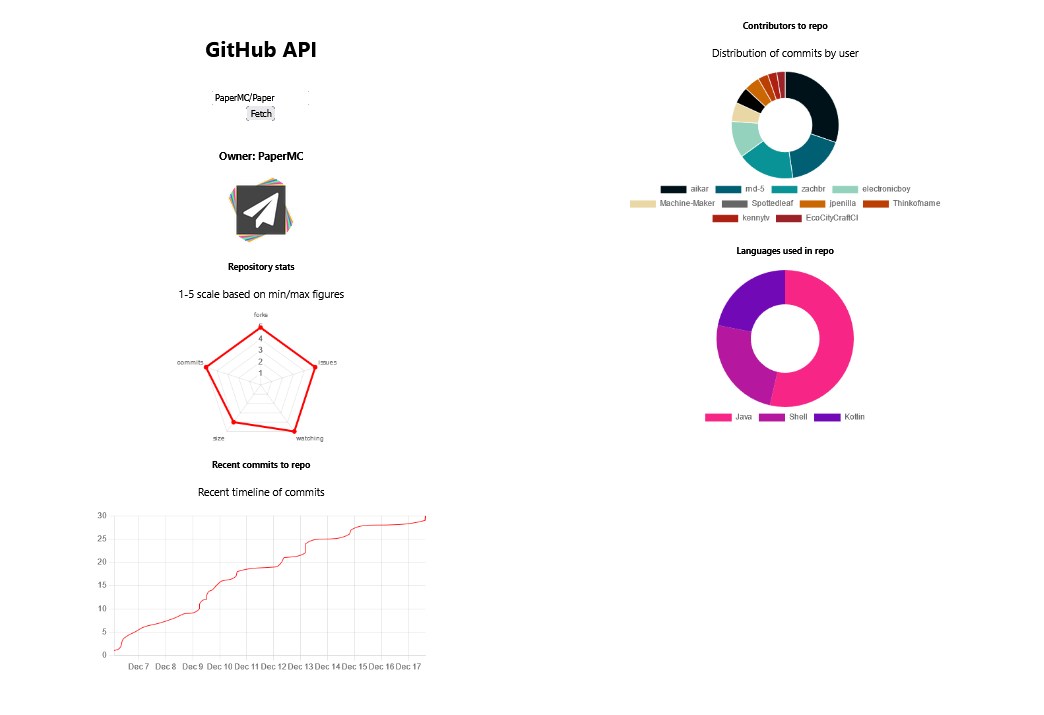 GitHub API
PaperMC/Paper
Fetch
Owner: PaperMC
Repository stats
1-5 scale based on min/max figures
forks
5
4
3
2
1
commits
issues
size
watching
Recent commits to repo
Recent timeline of commits
30
25
20
15
10
5
0
Dec 7 Dec 8 Dec 9 Dec 10 Dec 11 Dec 12 Dec 13 Dec 14 Dec 15 Dec 16 Dec 17
Contributors to repo
Distribution of commits by user
aikar md-5 zachbr electronicboy
Machine-Maker Spottedleaf jpenilla Thinkofname
kennytv EcoCityCraftCI
Languages used in repo
Java Shell Kotlin